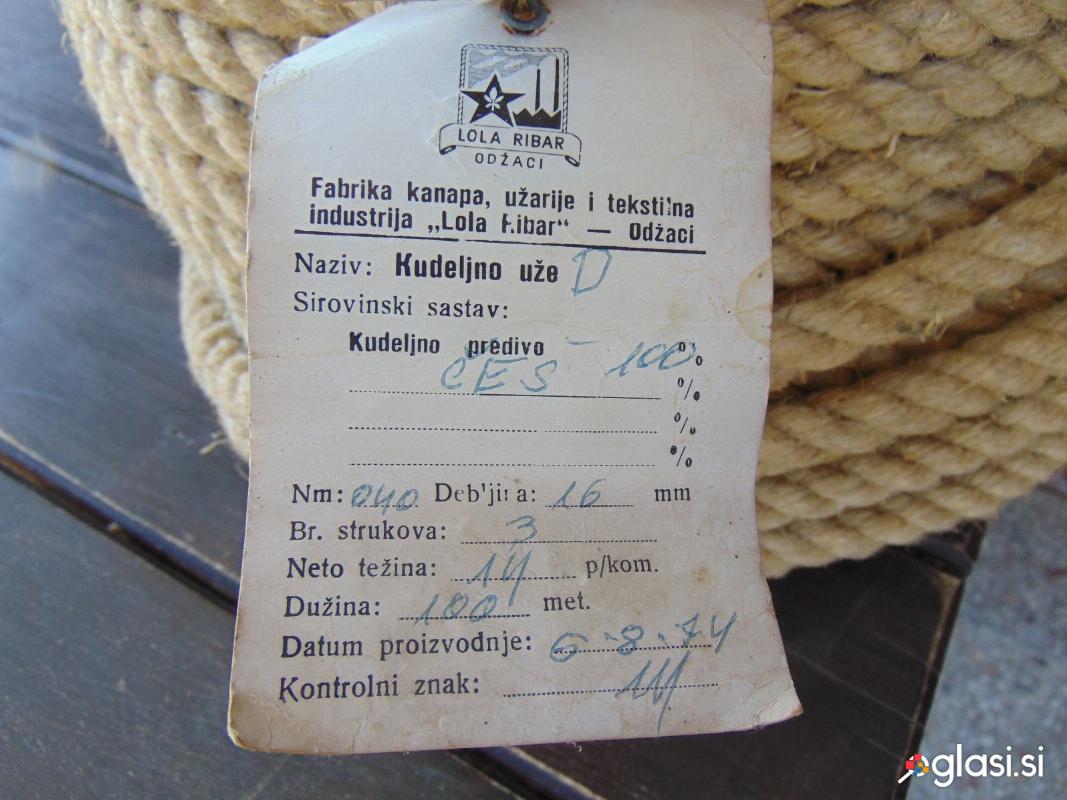 LOLA RIBAR
ODŽACI
Fabrika kanapa, užarije i tekstilna
industrija „Lola Ribar“ — Odžaci
Naziv: Kudeljno uže D
Sirovinski sastav:
Kudeljno predivo – 100 %
ČES %
%
%
Nm: 040 Debljina: 16 mm
Br. strukova: 3
Neto težina: 14 p/kom.
Dužina: 100 met.
Datum proizvodnje: 6-8-74
Kontrolni znak:
oglasi.si